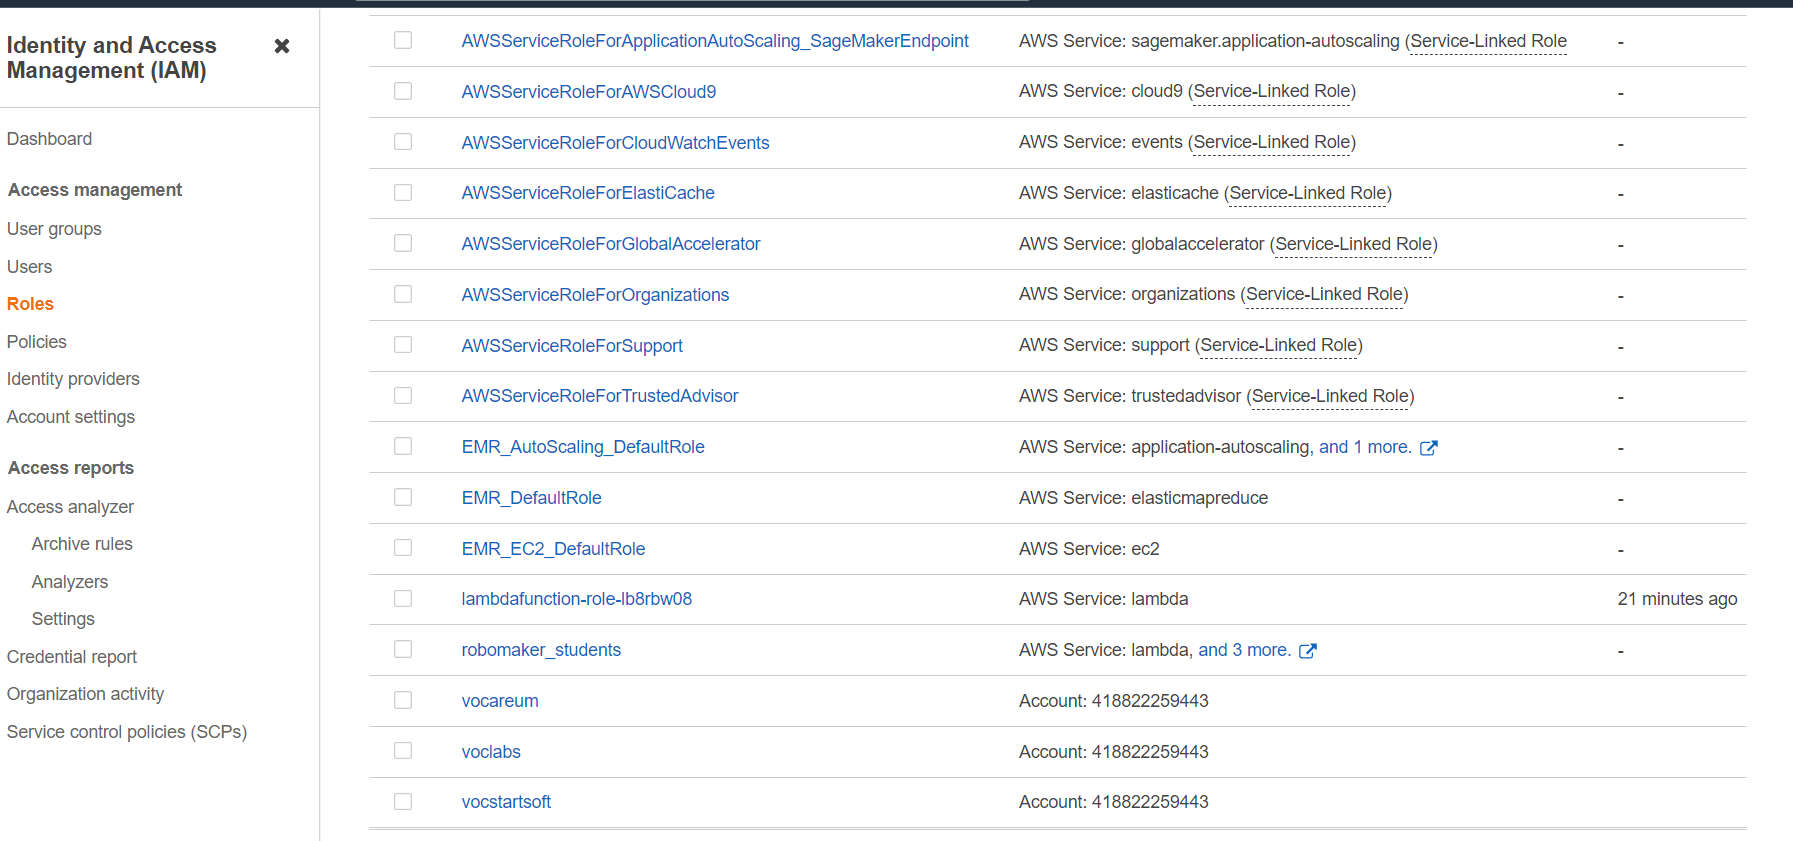 Identity and Access
Management (IAM)
Dashboard
Access management
User groups
Users
Roles
Policies
Identity providers
Account settings
Access reports
Access analyzer
Archive rules
Analyzers
Settings
Credential report
Organization activity
Service control policies (SCPs)
AWSServiceRoleForApplicationAutoScaling_SageMakerEndpoint AWS Service: sagemaker.application-autoscaling (Service-Linked Role -
AWSServiceRoleForAWSCloud9 AWS Service: cloud9 (Service-Linked Role) -
AWSServiceRoleForCloudWatchEvents AWS Service: events (Service-Linked Role) -
AWSServiceRoleForElastiCache AWS Service: elasticache (Service-Linked Role) -
AWSServiceRoleForGlobalAccelerator AWS Service: globalaccelerator (Service-Linked Role) -
AWSServiceRoleForOrganizations AWS Service: organizations (Service-Linked Role) -
AWSServiceRoleForSupport AWS Service: support (Service-Linked Role) -
AWSServiceRoleForTrustedAdvisor AWS Service: trustedadvisor (Service-Linked Role) -
EMR_AutoScaling_DefaultRole AWS Service: application-autoscaling, and 1 more. -
EMR_DefaultRole AWS Service: elasticmapreduce -
EMR_EC2_DefaultRole AWS Service: ec2 -
lambdafunction-role-lb8rbw08 AWS Service: lambda 21 minutes ago
robomaker_students AWS Service: lambda, and 3 more. -
vocareum Account: 418822259443
voclabs Account: 418822259443
vocstartsoft Account: 418822259443